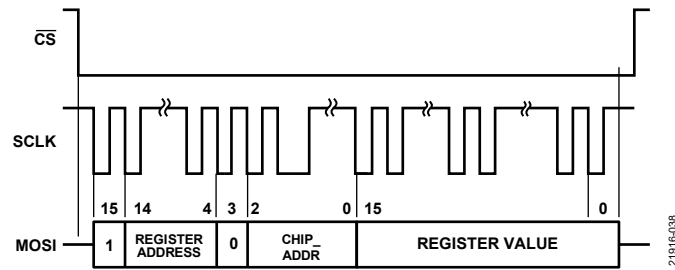 CS
SCLK
15 14 4 3 2 0 15 0
MOSI 1 REGISTER ADDRESS 0 CHIP_ ADDR REGISTER VALUE
21916-038